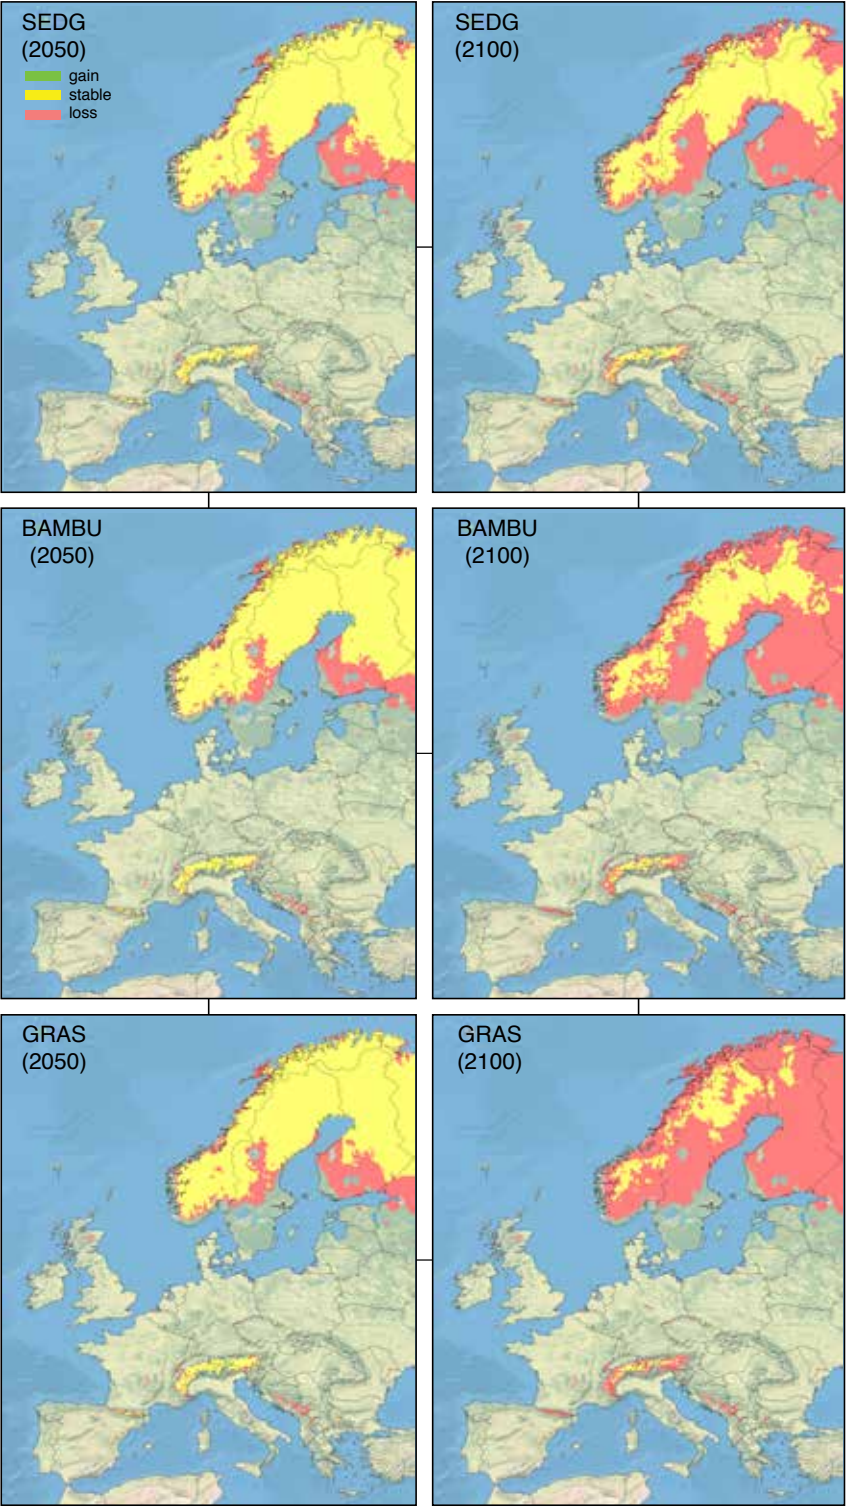 SEDG
(2050)
gain
stable
loss
SEDG
(2100)
BAMBU
(2050)
BAMBU
(2100)
GRAS
(2050)
GRAS
(2100)